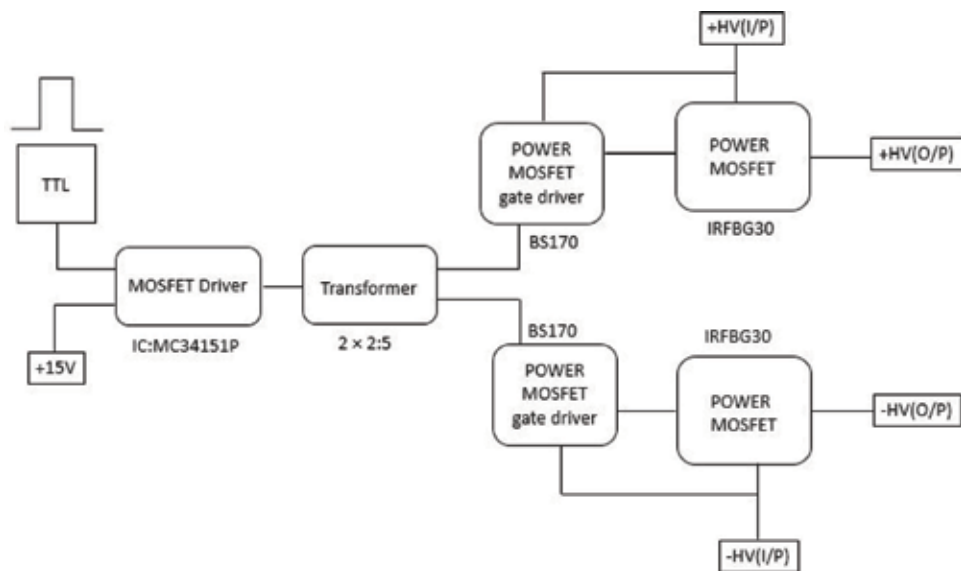 +HV(I/P)
TTL
POWER
MOSFET
gate driver
POWER
MOSFET
+HV(O/P)
BS170
IRFBG30
MOSFET Driver
Transformer
IC:MC34151P
2 × 2:5
+15V
BS170
IRFBG30
POWER
MOSFET
gate driver
POWER
MOSFET
-HV(O/P)
-HV(I/P)